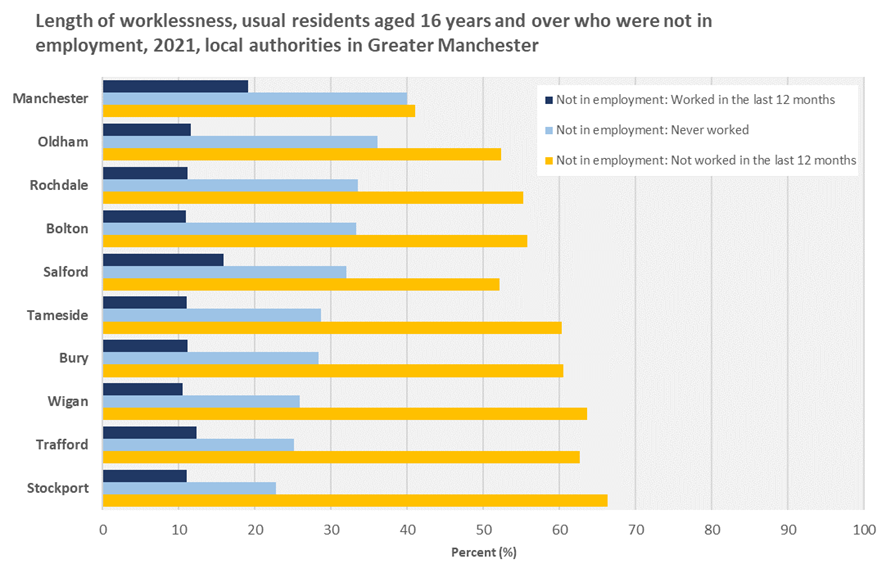 Length of worklessness, usual residents aged 16 years and over who were not in
employment, 2021, local authorities in Greater Manchester
Manchester
Oldham
Rochdale
Bolton
Salford
Tameside
Bury
Wigan
Trafford
Stockport
Not in employment: Worked in the last 12 months
Not in employment: Never worked
Not in employment: Not worked in the last 12 months
0 10 20 30 40 50 60 70 80 90 100
Percent (%)